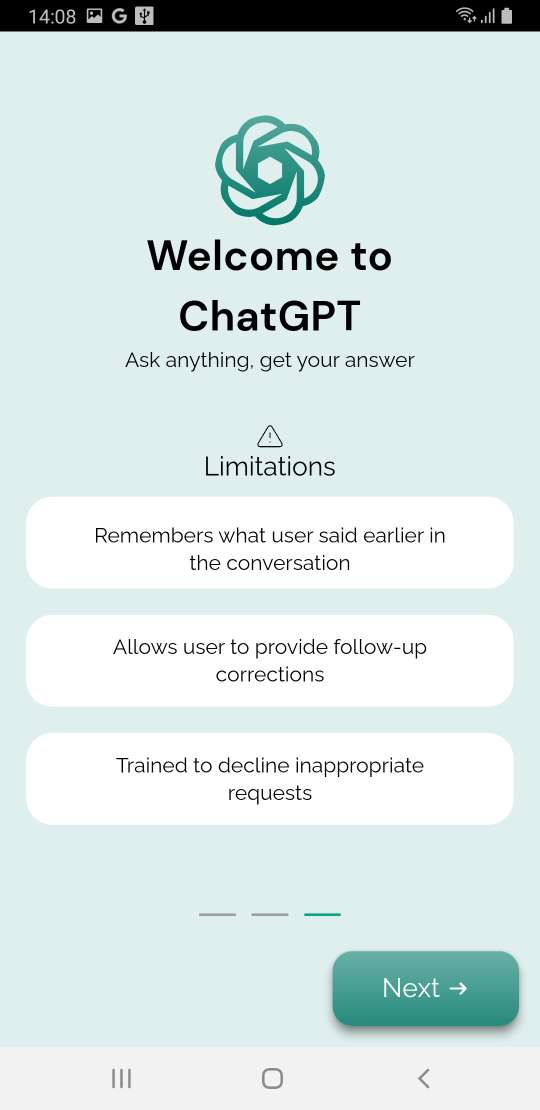 14:08
Welcome to
ChatGPT
Ask anything, get your answer
Limitations
Remembers what user said earlier in
the conversation
Allows user to provide follow-up
corrections
Trained to decline inappropriate
requests
Next →